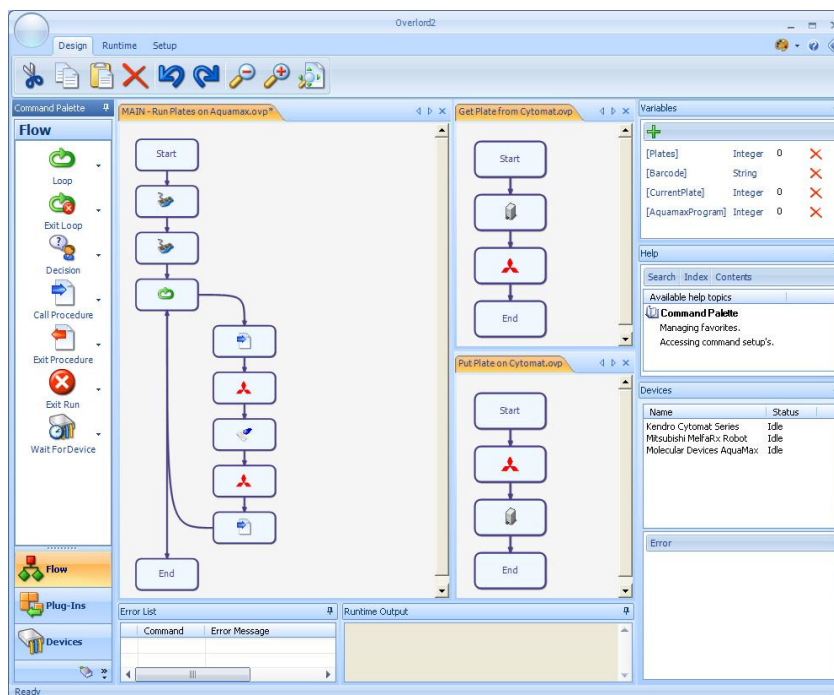 Overlord2
Design Runtime Setup
Command Palette
Flow
Loop
Exit Loop
Decision
Call Procedure
Exit Procedure
Exit Run
WaitForDevice
Flow
Plug-Ins
Devices
MAIN - Run Plates on Aquamax.ovp*
Start
End
Get Plate from Cytomat.ovp
Start
End
Put Plate on Cytomat.ovp
Start
End
Error List
Command Error Message
Runtime Output
Variables
[Plates] Integer 0
[Barcode] String
[CurrentPlate] Integer 0
[AquamaxProgram] Integer 0
Help
Search Index Contents
Available help topics
Command Palette
Managing favorites.
Accessing command setup's.
Devices
Name Status
Kendro Cytomat Series Idle
Mitsubishi MelfaRx Robot Idle
Molecular Devices AquaMax Idle
Error
Ready